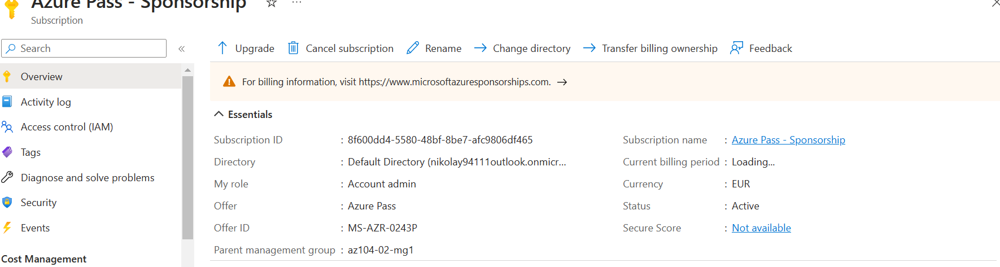 Azure Pass - Sponsorship
Subscription
Search
Upgrade Cancel subscription Rename Change directory Transfer billing ownership Feedback
Overview
Activity log
Access control (IAM)
Tags
Diagnose and solve problems
Security
Events
Cost Management
For billing information, visit https://www.microsoftazuresponsorships.com.
Essentials
Subscription ID : 8f600dd4-5580-48bf-8be7-afc9806df465
Directory : Default Directory (nikolay94111outlook.onmicr...
My role : Account admin
Offer : Azure Pass
Offer ID : MS-AZR-0243P
Parent management group : az104-02-mg1
Subscription name : Azure Pass - Sponsorship
Current billing period : Loading...
Currency : EUR
Status : Active
Secure Score : Not available